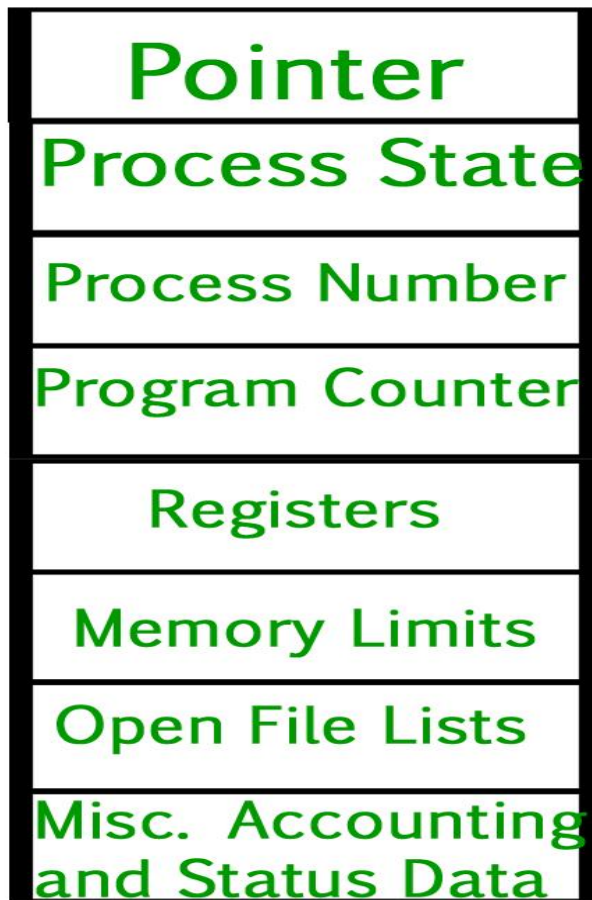 Pointer
Process State
Process Number
Program Counter
Registers
Memory Limits
Open File Lists
Misc. Accounting
and Status Data